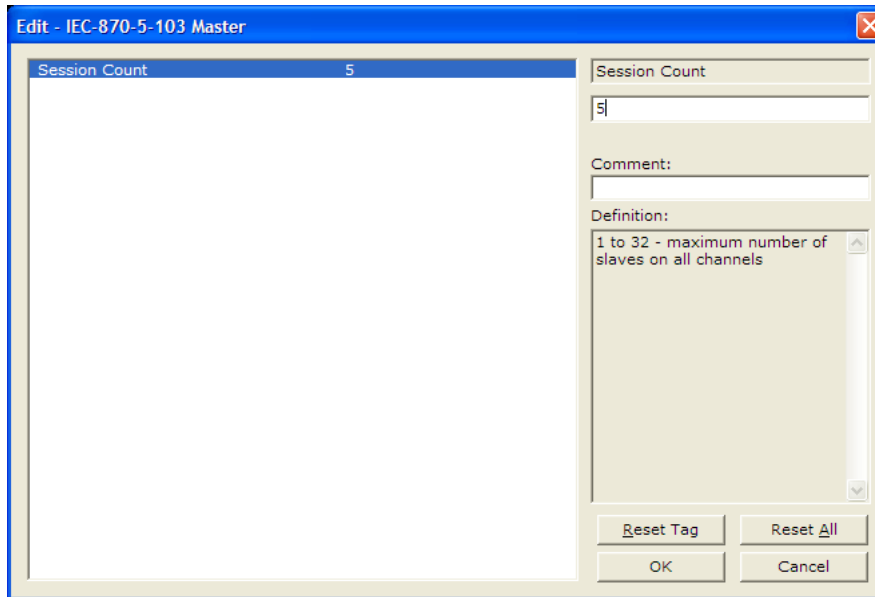 Edit - IEC-870-5-103 Master
Session Count 5
Session Count
5
Comment:
Definition:
1 to 32 - maximum number of
slaves on all channels
Reset Tag Reset All
OK Cancel